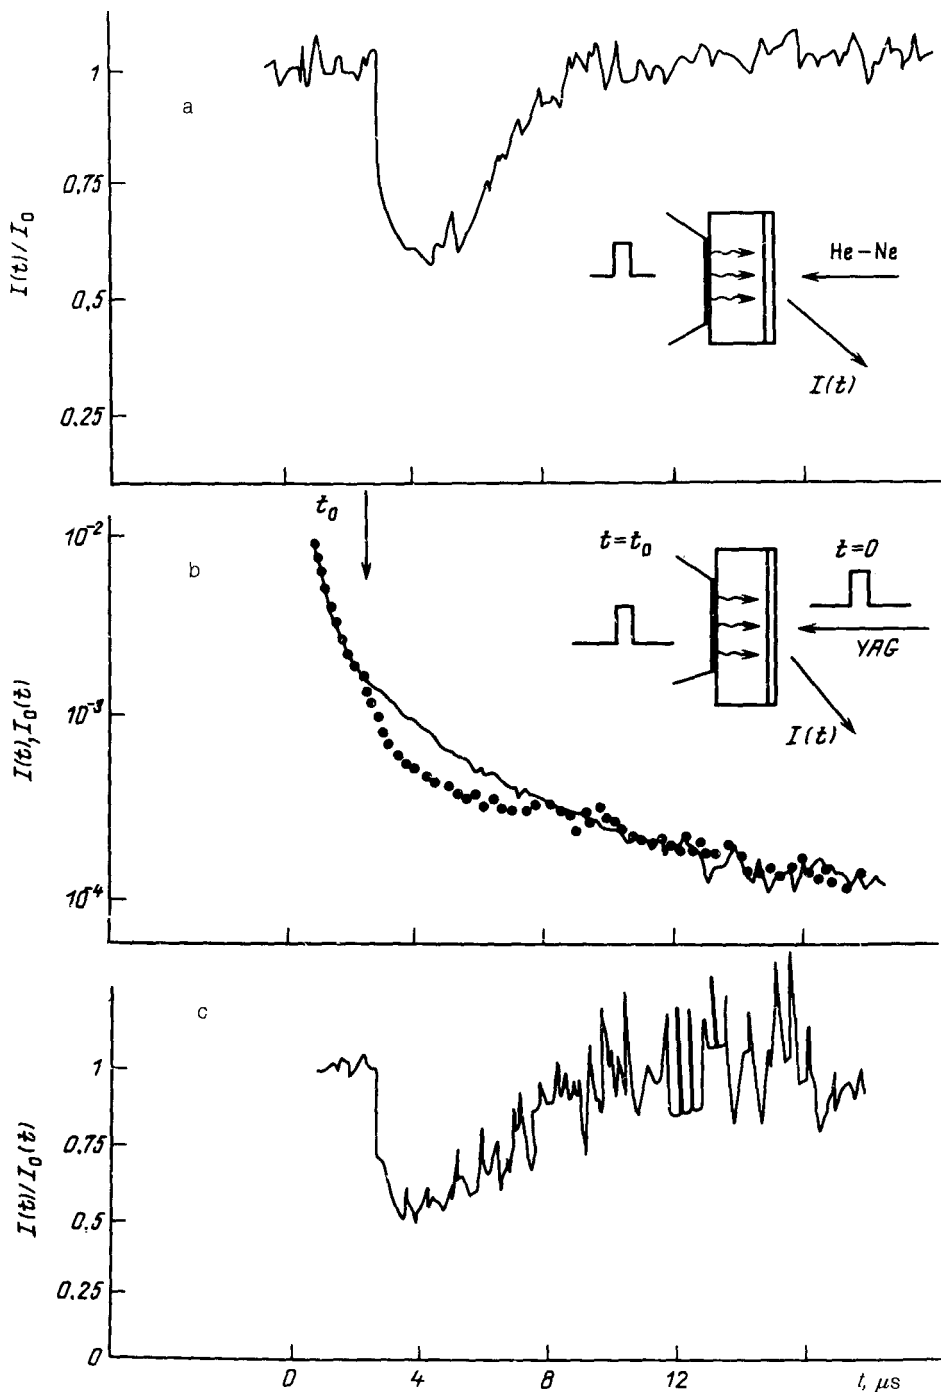 a
I(t)/I₀
1
0,75
0,5
0.25
He–Ne
I(t)
b
I(t), I₀(t)
10⁻²
10⁻³
10⁻⁴
t₀
t=t₀
t=0
YAG
I(t)
c
I(t)/I₀(t)
1
0.75
0.5
0.25
0
0 4 8 12 t, μs